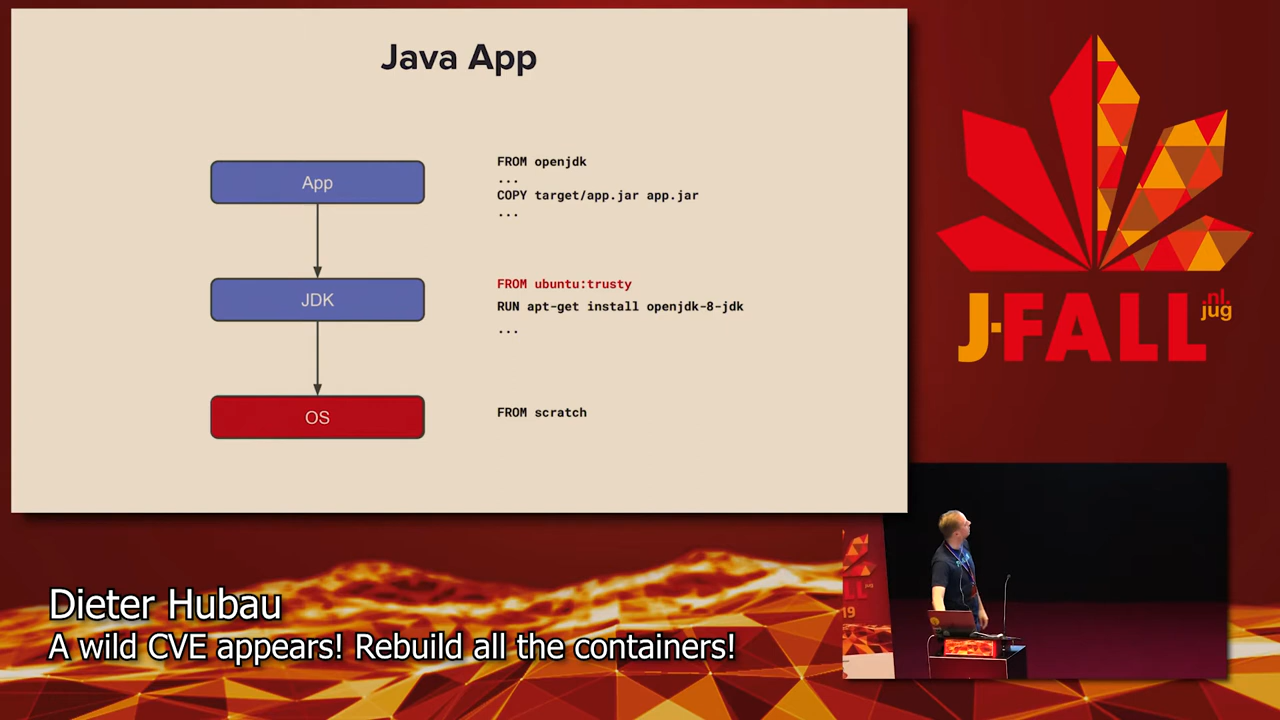 Java App
App
FROM openjdk
...
COPY target/app.jar app.jar
...
JDK
FROM ubuntu:trusty
RUN apt-get install openjdk-8-jdk
...
OS
FROM scratch
J-FALL
.nl.
jug
19
Dieter Hubau
A wild CVE appears! Rebuild all the containers!